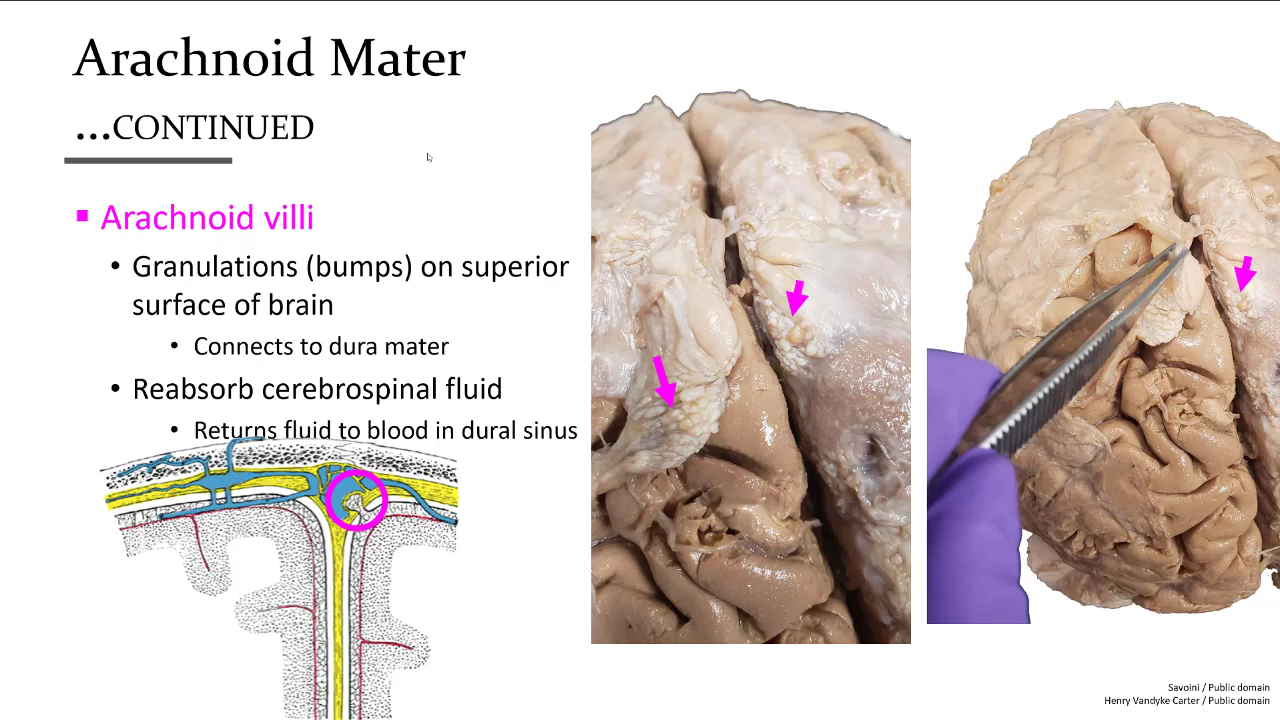 Arachnoid Mater
...CONTINUED
▪ Arachnoid villi
• Granulations (bumps) on superior
surface of brain
• Connects to dura mater
• Reabsorb cerebrospinal fluid
• Returns fluid to blood in dural sinus
Savoini / Public domain
Henry Vandyke Carter / Public domain